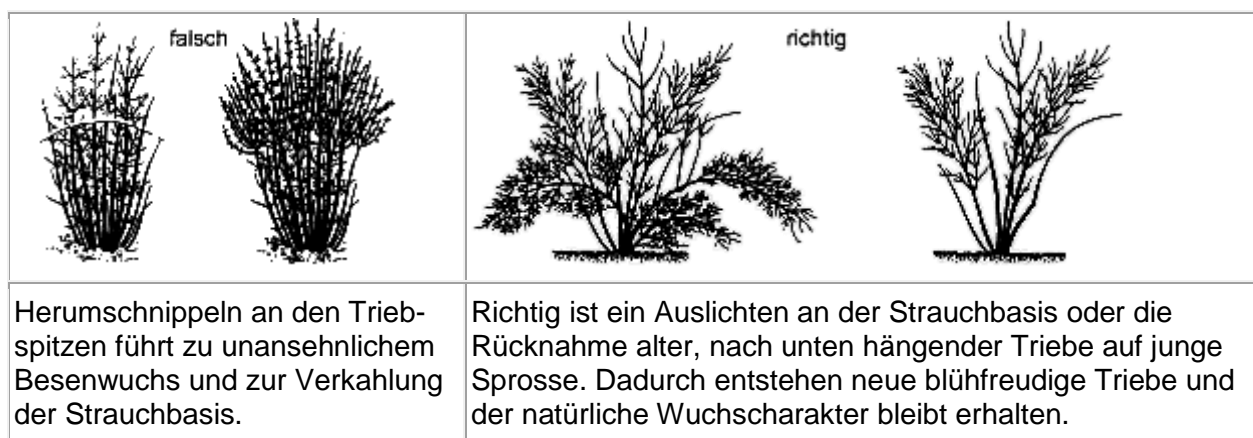 falsch
richtig
Herumschnippeln an den Trieb-
spitzen führt zu unansehnlichem
Besenwuchs und zur Verkahlung
der Strauchbasis.
Richtig ist ein Auslichten an der Strauchbasis oder die
Rücknahme alter, nach unten hängender Triebe auf junge
Sprosse. Dadurch entstehen neue blühfreudige Triebe und
der natürliche Wuchscharakter bleibt erhalten.